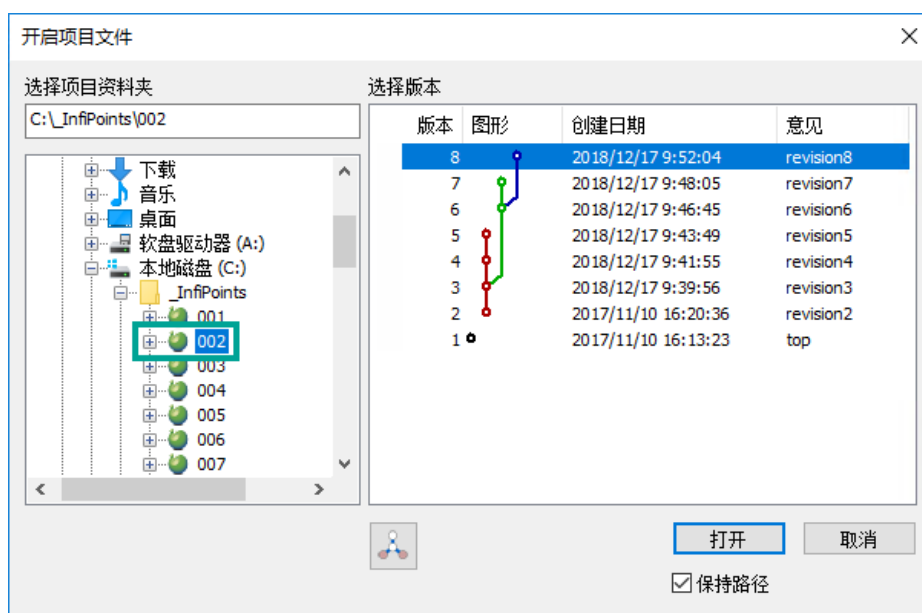 开启项目文件
选择项目资料夹
C:\_InfiPoints\002
下载
音乐
桌面
软盘驱动器 (A:)
本地磁盘 (C:)
_InfiPoints
001
002
003
004
005
006
007
选择版本
版本 图形 创建日期 意见
8 2018/12/17 9:52:04 revision8
7 2018/12/17 9:48:05 revision7
6 2018/12/17 9:46:45 revision6
5 2018/12/17 9:43:49 revision5
4 2018/12/17 9:41:55 revision4
3 2018/12/17 9:39:56 revision3
2 2017/11/10 16:20:36 revision2
1 2017/11/10 16:13:23 top
打开 取消
保持路径